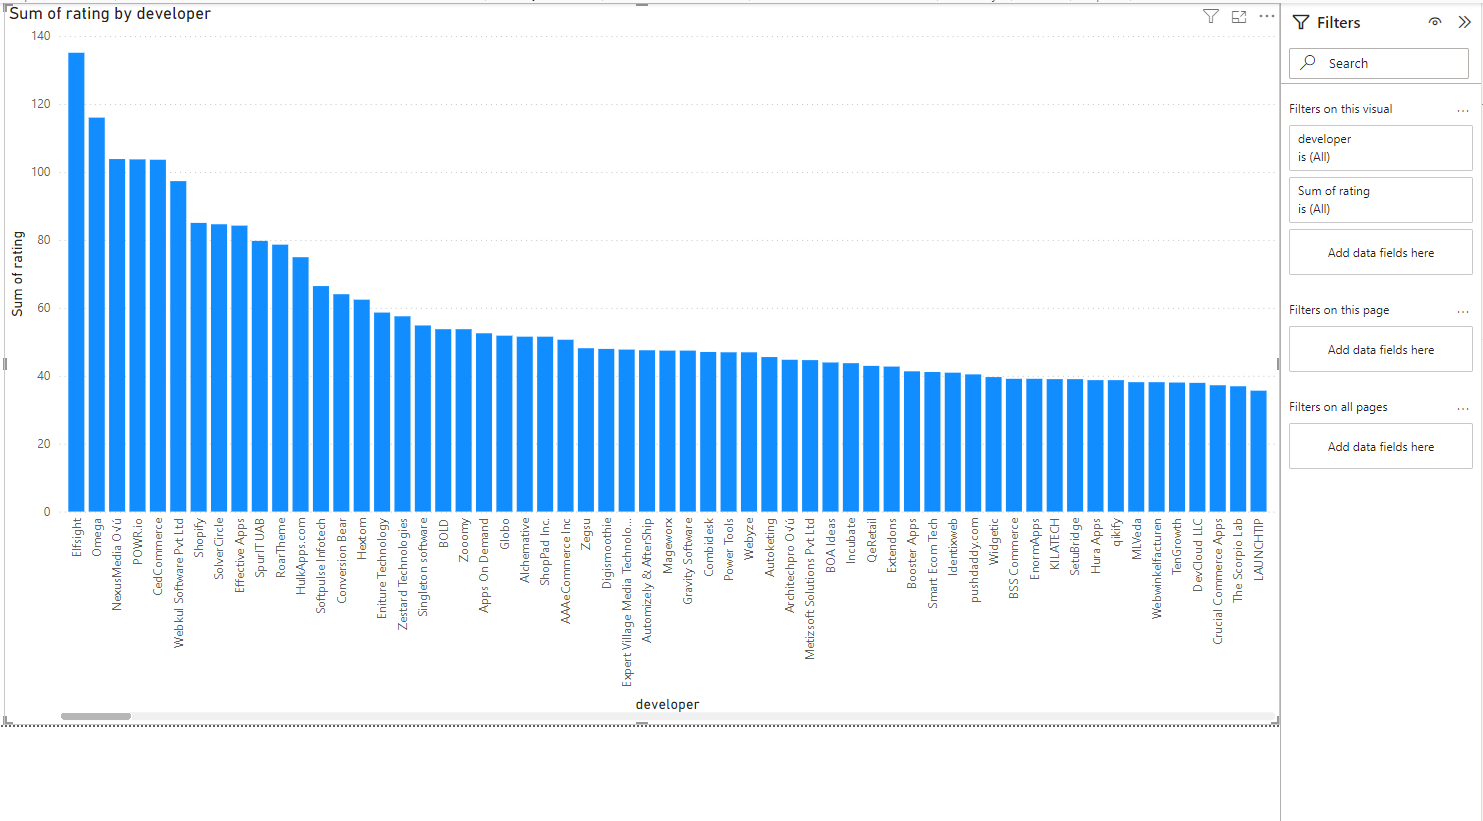 Sum of rating by developer
140
120
100
80
60
40
20
0
Sum of rating
Elfsight
Omega
NexusMedia OvÜ
POWR.io
CedCommerce
Webkul Software Pvt Ltd
Shopify
SolverCircle
Effective Apps
SpurIT UAB
RoarTheme
HulkApps.com
Softpulse Infotech
Conversion Bear
Hextom
Eniture Technology
Zestard Technologies
Singleton software
BOLD
Zooomy
Apps On Demand
Globo
Alchemative
ShopPad Inc.
AAAeCommerce Inc
Zegsu
Digismoothie
Expert Village Media Technolo...
Automizely & AfterShip
Mageworx
Gravity Software
Combidesk
Power Tools
Webyze
Autoketing
Architechpro OvÜ
Metizsoft Solutions Pvt Ltd
BOA Ideas
Incubate
QeRetail
Extendons
Booster Apps
Smart Ecom Tech
Identixweb
pushdaddy.com
Widgetic
BSS Commerce
EnormApps
KILATECH
SetuBridge
Hura Apps
qikify
MLVeda
Webwinkelfacturen
TenGrowth
DevCloud LLC
Crucial Commerce Apps
The Scorpio Lab
LAUNCHTIP
developer
Filters
Search
Filters on this visual
developer
is (All)
Sum of rating
is (All)
Add data fields here
Filters on this page
Add data fields here
Filters on all pages
Add data fields here